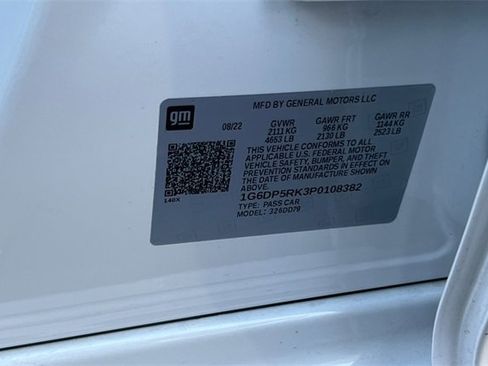 MFD BY GENERAL MOTORS LLC
gm
08/22 GVWR GAWR FRT GAWR RR
2111 KG 966 KG 1144 KG
4653 LB 2130 LB 2523 LB
THIS VEHICLE CONFORMS TO ALL
APPLICABLE U.S. FEDERAL MOTOR
VEHICLE SAFETY, BUMPER, AND THEFT
PREVENTION STANDARDS IN EFFECT ON
THE DATE OF MANUFACTURE SHOWN
ABOVE.
1G6DP5RK3P0108382
TYPE: PASS CAR